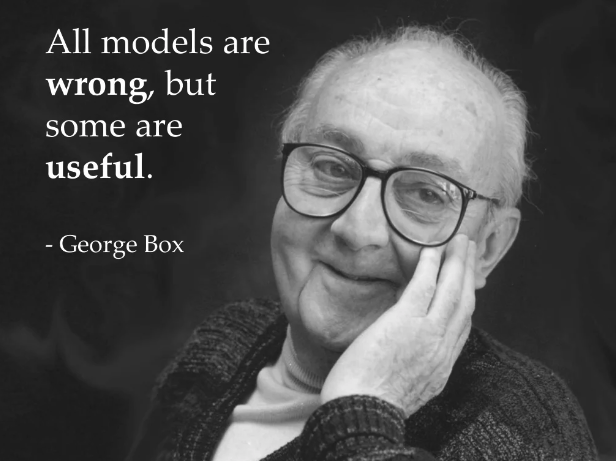 All models are
wrong, but
some are
useful.
- George Box